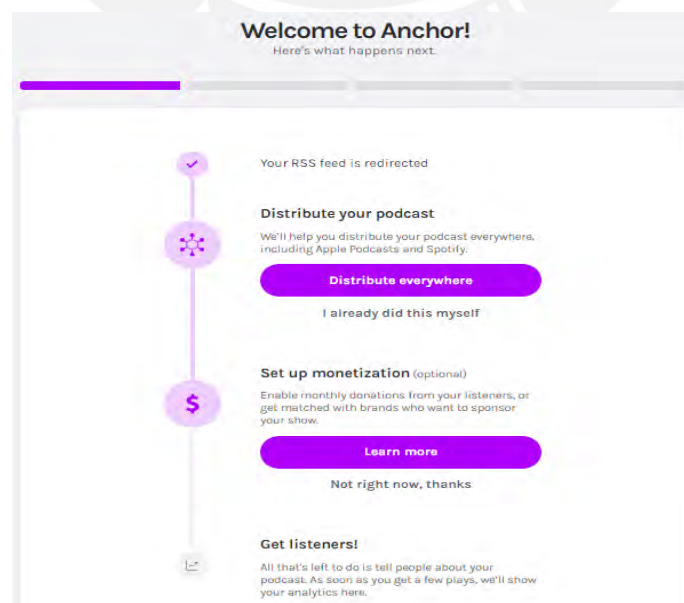 Welcome to Anchor!
Here's what happens next.
Your RSS feed is redirected
Distribute your podcast
We'll help you distribute your podcast everywhere,
including Apple Podcasts and Spotify.
Distribute everywhere
I already did this myself
Set up monetization (optional)
Enable monthly donations from your listeners, or
get matched with brands who want to sponsor
your show.
Learn more
Not right now, thanks
Get listeners!
All that's left to do is tell people about your
podcast. As soon as you get a few plays, we'll show
your analytics here.